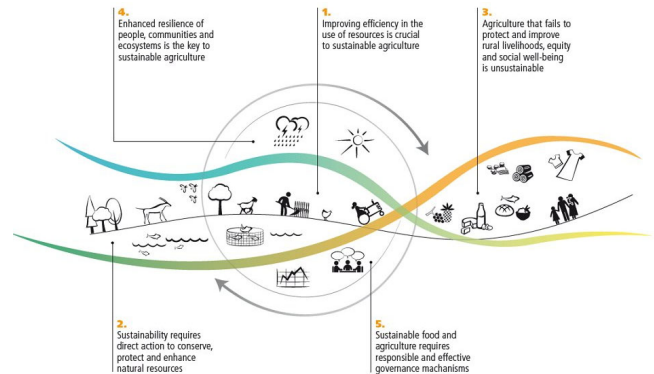 4.
Enhanced resilience of
people, communities and
ecosystems is the key to
sustainable agriculture
1.
Improving efficiency in the
use of resources is crucial
to sustainable agriculture
3.
Agriculture that fails to
protect and improve
rural livelihoods, equity
and social well-being
is unsustainable
2.
Sustainability requires
direct action to conserve,
protect and enhance
natural resources
5.
Sustainable food and
agriculture requires
responsible and effective
governance machanisms